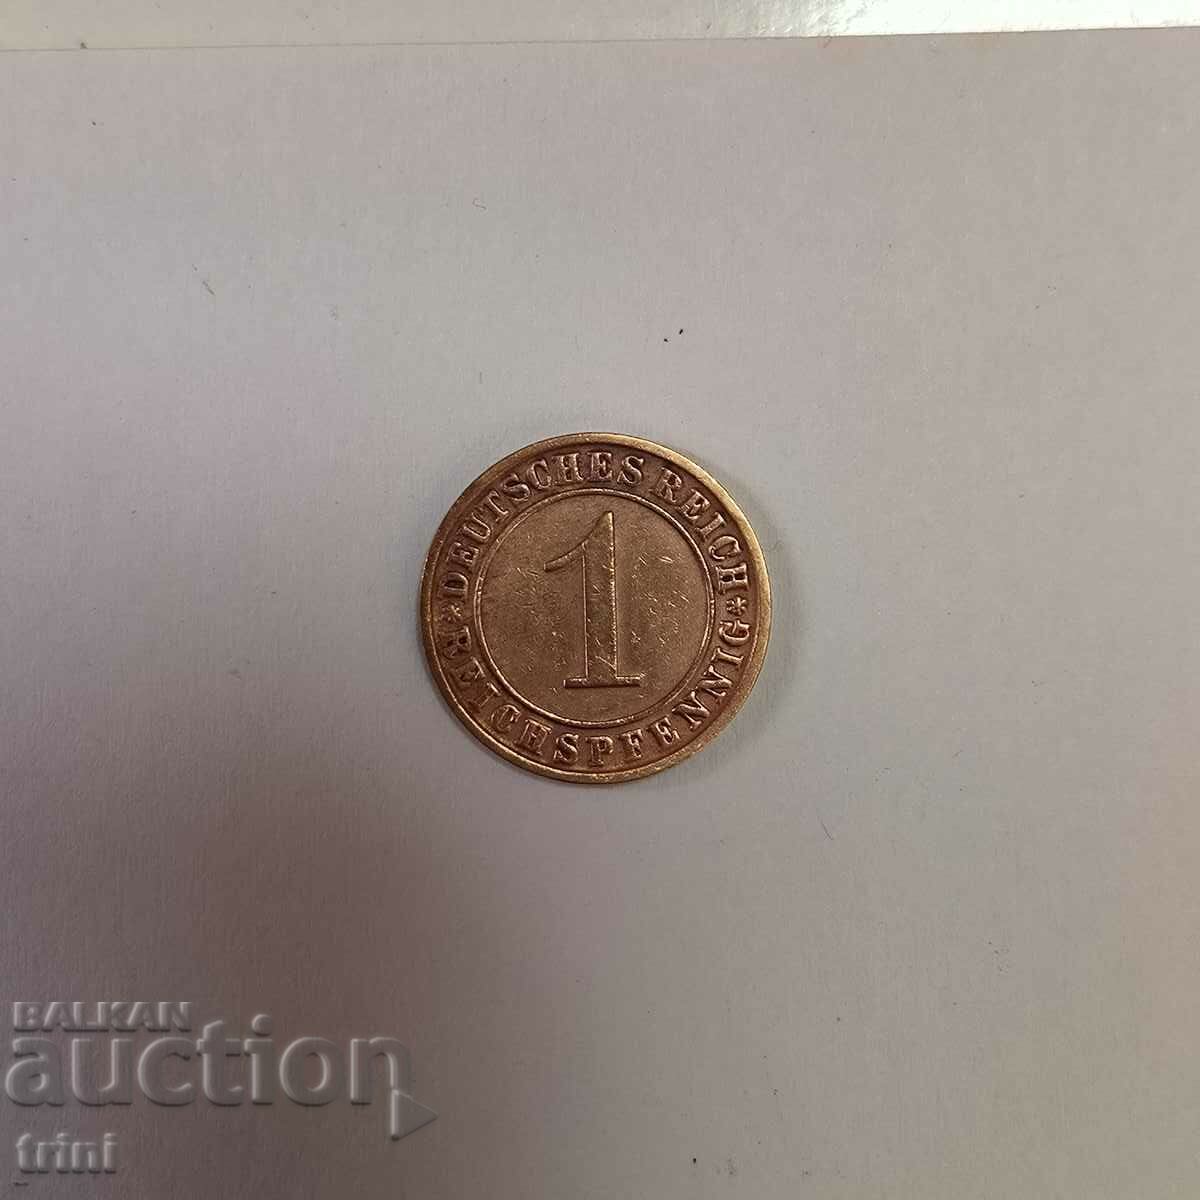 *DEUTSCHES REICH*
REICHSPFENNIG
1
BALKAN
auction
trini